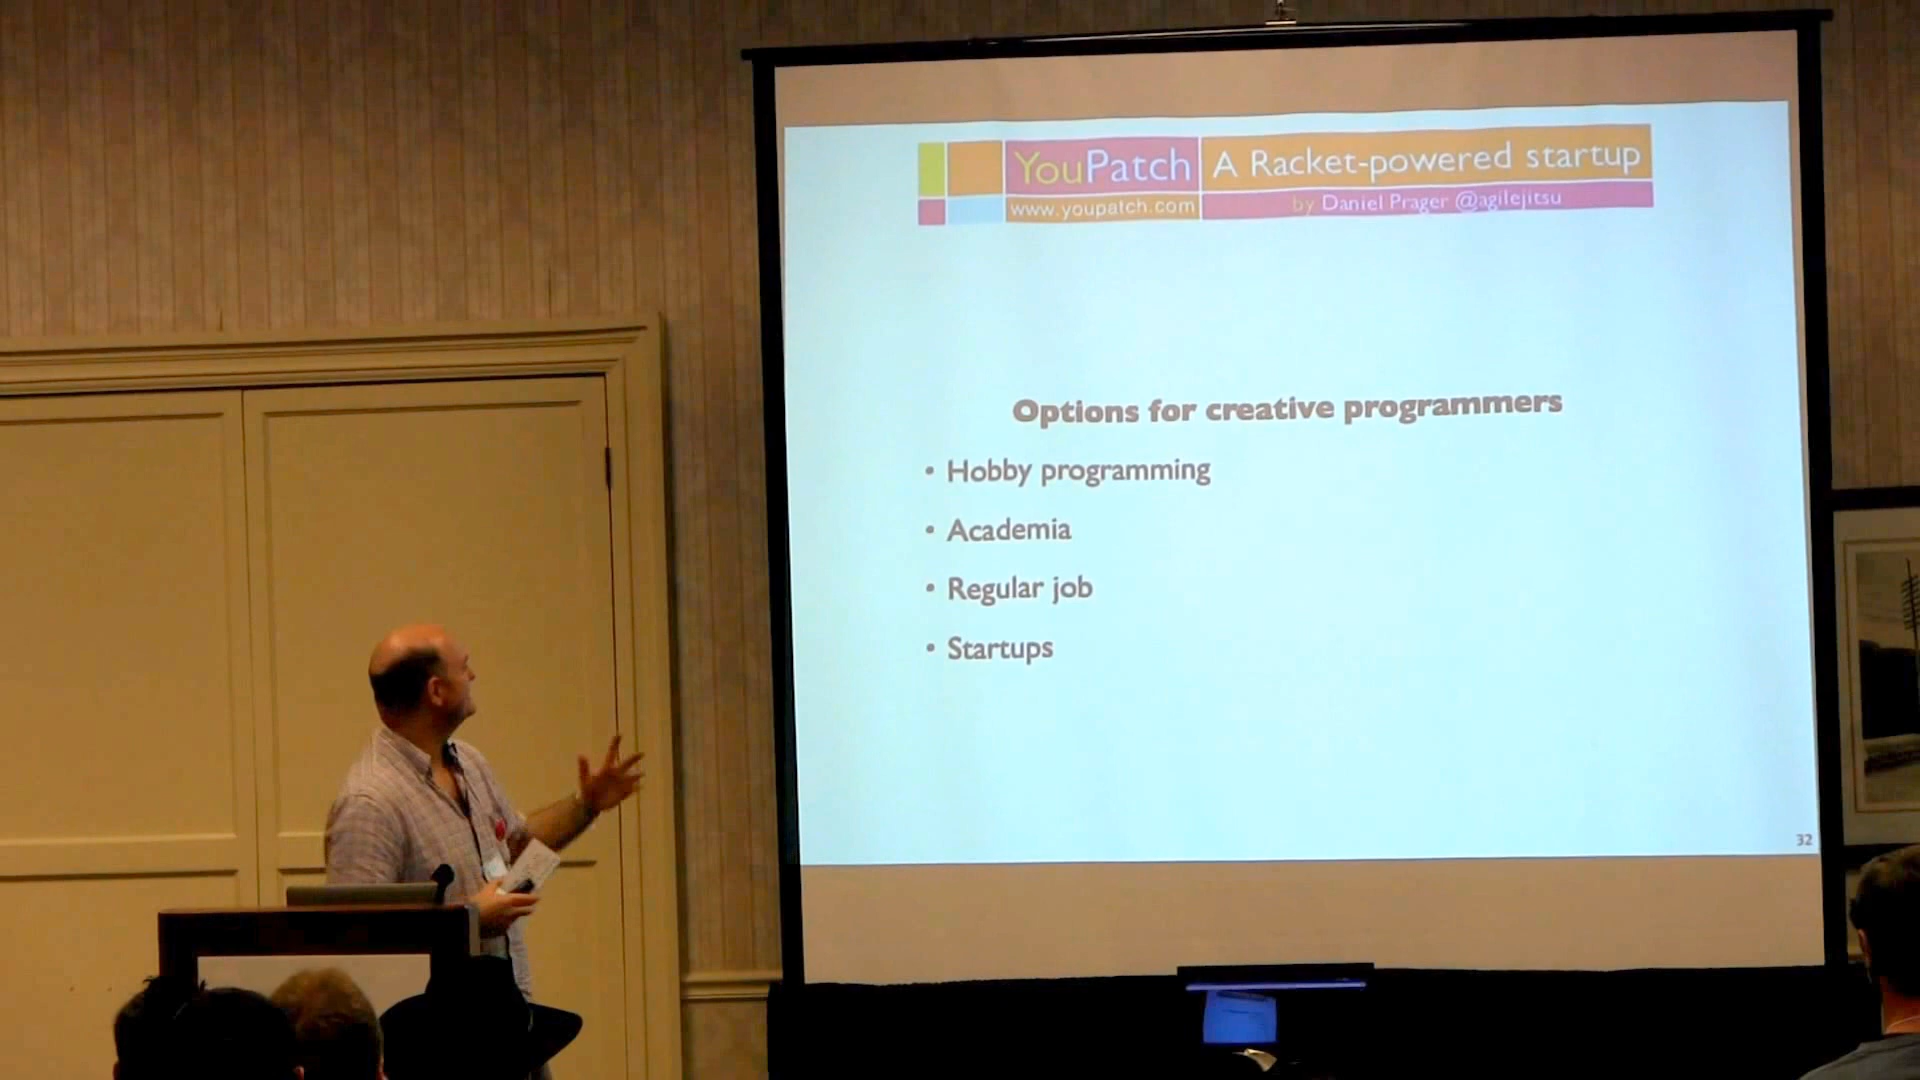 YouPatch
A Racket-powered startup
www.youpatch.com
by Daniel Prager @agilejitsu
Options for creative programmers
• Hobby programming
• Academia
• Regular job
• Startups
32